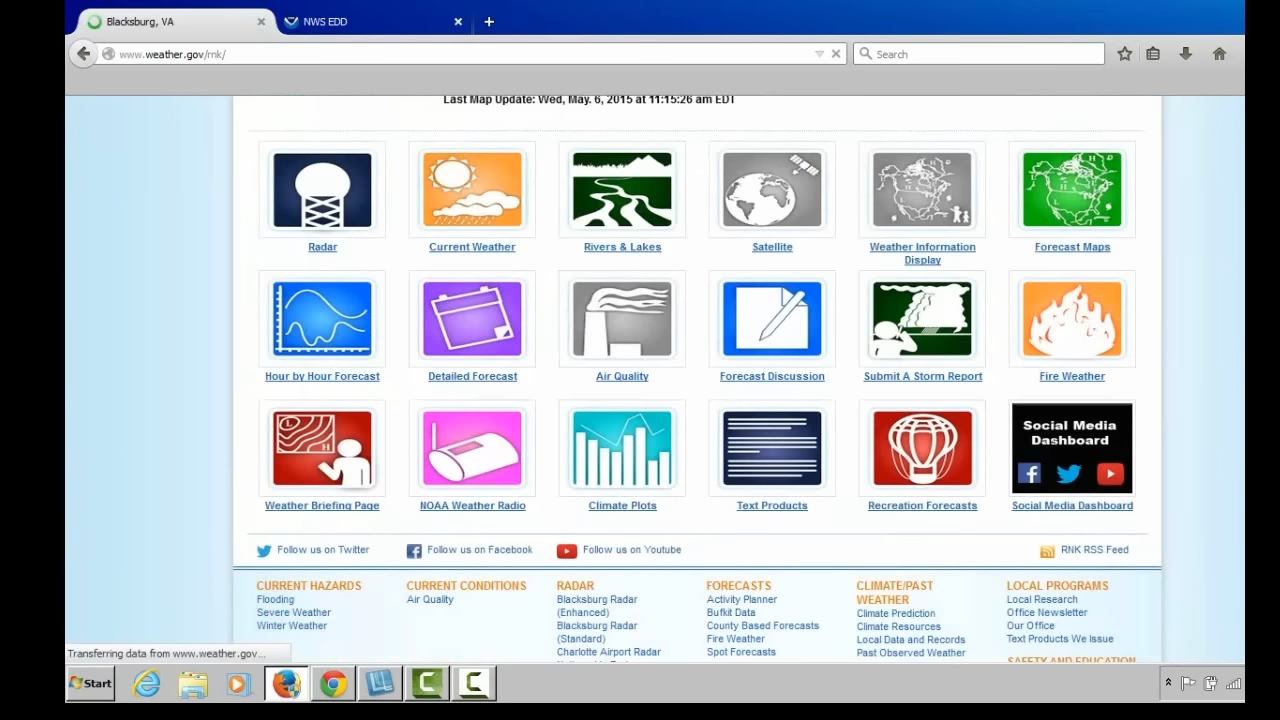 Blacksburg, VA
NWS EDD
www.weather.gov/rnk/
Search
Last Map Update: Wed, May. 6, 2015 at 11:15:26 am EDT
Radar
Current Weather
Rivers & Lakes
Satellite
Weather Information
Display
Forecast Maps
Hour by Hour Forecast
Detailed Forecast
Air Quality
Forecast Discussion
Submit A Storm Report
Fire Weather
Social Media
Dashboard
Weather Briefing Page
NOAA Weather Radio
Climate Plots
Text Products
Recreation Forecasts
Social Media Dashboard
Follow us on Twitter
Follow us on Facebook
Follow us on Youtube
RNK RSS Feed
CURRENT HAZARDS
Flooding
Severe Weather
Winter Weather
CURRENT CONDITIONS
Air Quality
RADAR
Blacksburg Radar
(Enhanced)
Blacksburg Radar
(Standard)
Charlotte Airport Radar
FORECASTS
Activity Planner
Bufkit Data
County Based Forecasts
Fire Weather
Spot Forecasts
CLIMATE/PAST
WEATHER
Climate Prediction
Climate Resources
Local Data and Records
Past Observed Weather
LOCAL PROGRAMS
Local Research
Office Newsletter
Our Office
Text Products We Issue
SAFETY AND EDUCATION
Transferring data from www.weather.gov...
Start